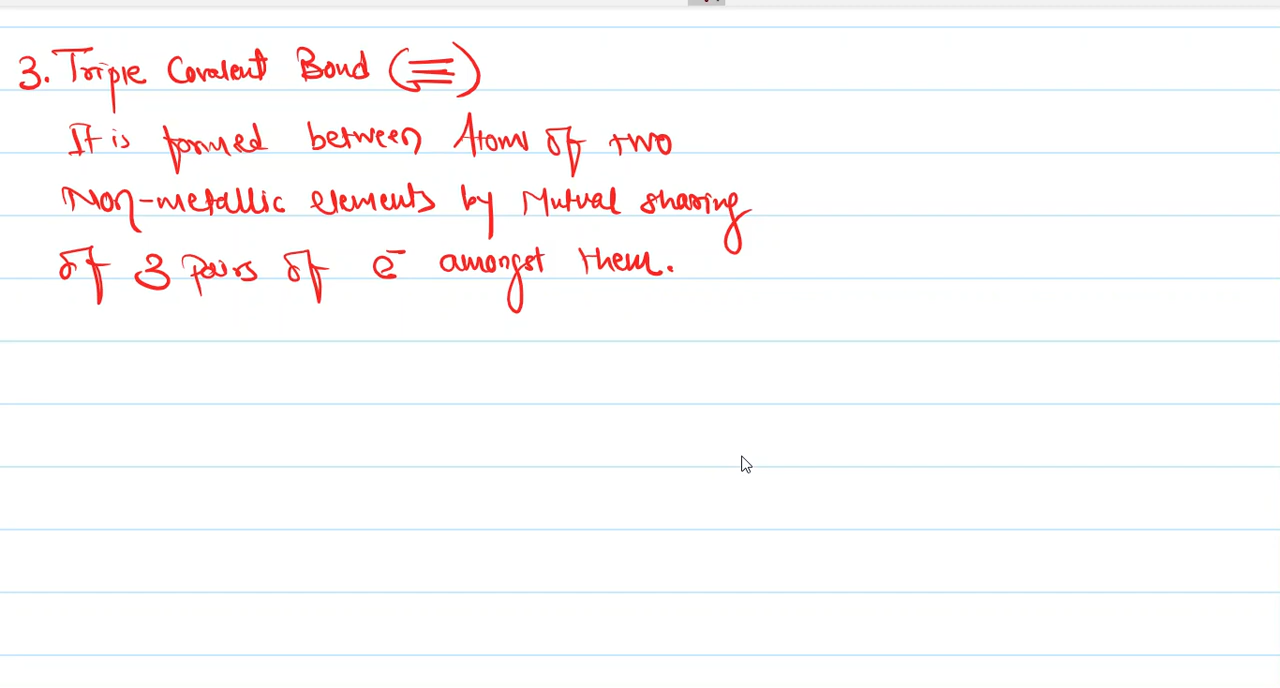 3. Triple Covalent Bond (≡)
It is formed between Atoms of two
Non-metallic elements by Mutual sharing
of 3 Pairs of e⁻ amongst them.